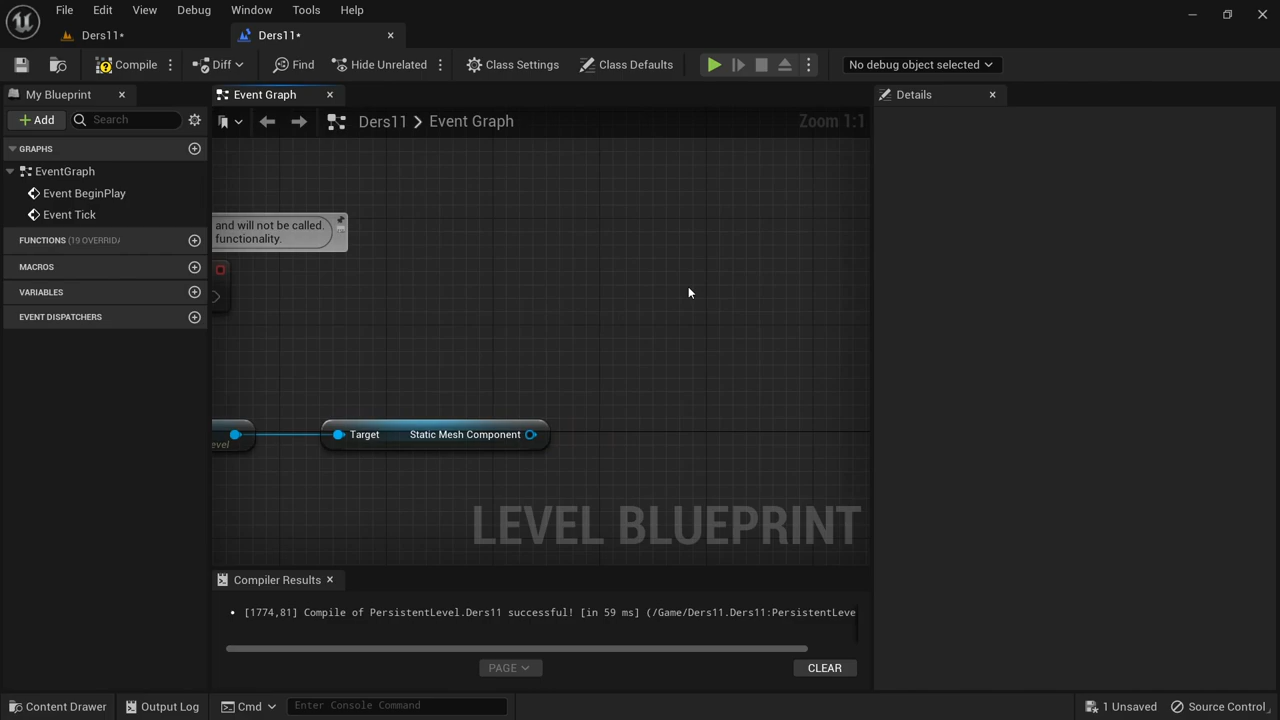 File
Edit
View
Debug
Window
Tools
Help
Ders11*
Ders11*
Compile
Diff
Find
Hide Unrelated
Class Settings
Class Defaults
No debug object selected
My Blueprint
Event Graph
Details
Add
Search
Ders11 > Event Graph
Zoom 1:1
GRAPHS
EventGraph
Event BeginPlay
Event Tick
FUNCTIONS (19 OVERRID
MACROS
VARIABLES
EVENT DISPATCHERS
and will not be called.
functionality.
evel
Target
Static Mesh Component
LEVEL BLUEPRINT
Compiler Results
• [1774,81] Compile of PersistentLevel.Ders11 successful! [in 59 ms] (/Game/Ders11.Ders11:PersistentLeve
PAGE
CLEAR
Content Drawer
Output Log
Cmd
Enter Console Command
1 Unsaved
Source Control